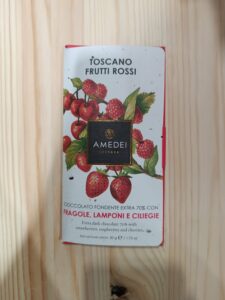 TOSCANO
FRUTTI ROSSI
AMEDEI
TUSCANY
CIOCCOLATO FONDENTE EXTRA 70% CON
FRAGOLE, LAMPONI E CILIEGIE
Extra dark chocolate 70% with
strawberries, raspberries and cherries